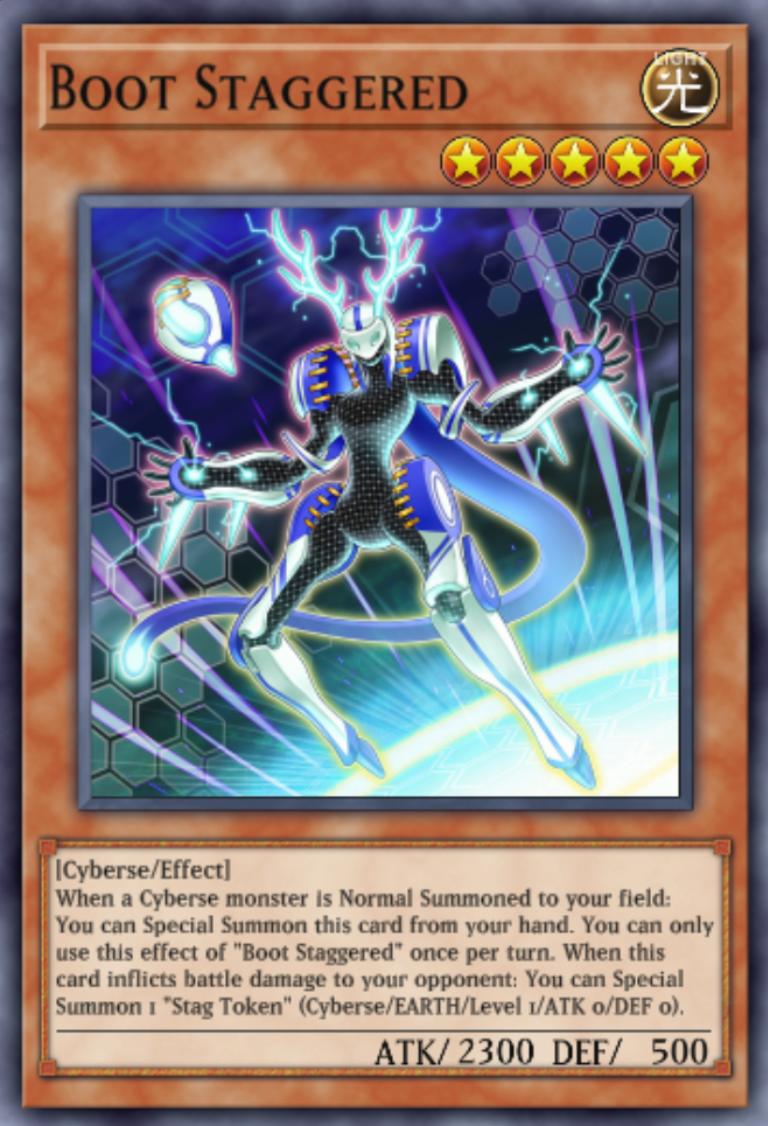 Boot Staggered
LIGHT
光
[Cyberse/Effect]
When a Cyberse monster is Normal Summoned to your field:
You can Special Summon this card from your hand. You can only
use this effect of "Boot Staggered" once per turn. When this
card inflicts battle damage to your opponent: You can Special
Summon 1 "Stag Token" (Cyberse/EARTH/Level 1/ATK 0/DEF 0).
ATK/ 2300 DEF/ 500